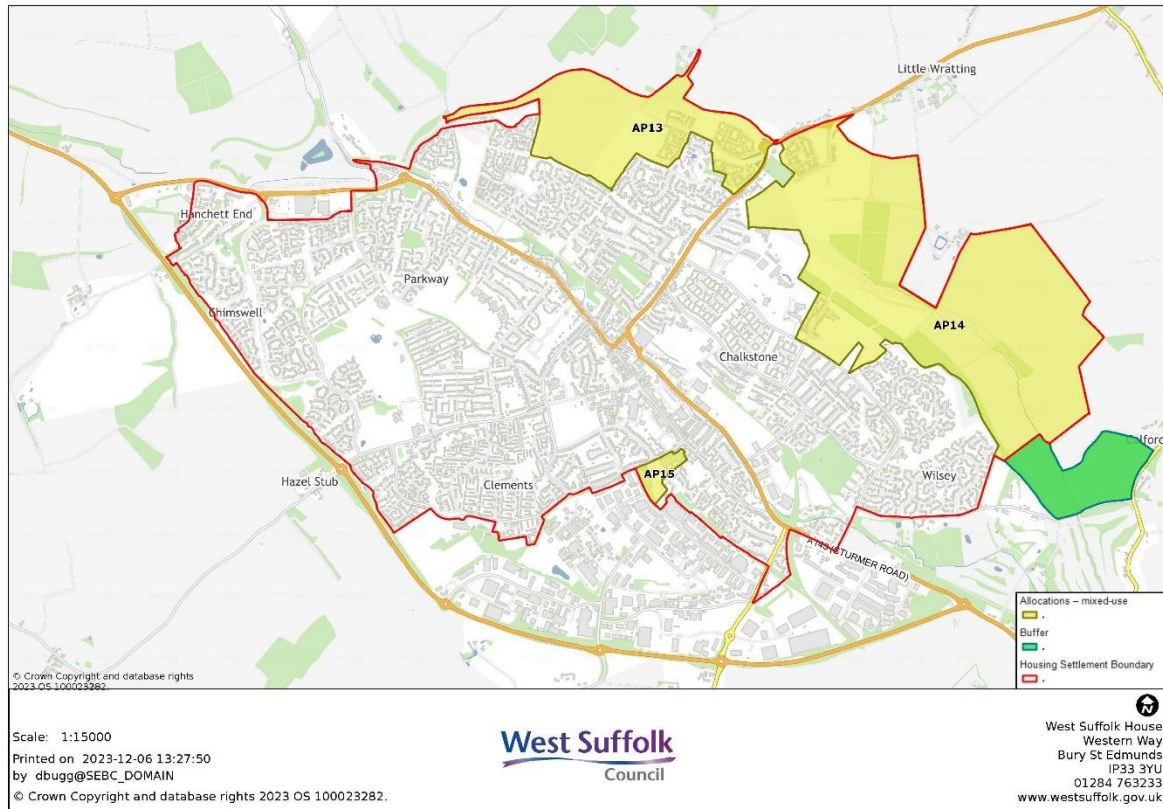 Little Wratting
AP13
Hanchett End
Parkway
Chimswell
AP14
Chalkstone
Hazel Stub
Clements
AP15
Wilsey
Calford
A143 (STURMER ROAD)
Allocations – mixed-use
.
Buffer
.
Housing Settlement Boundary
.
© Crown Copyright and database rights
2023 OS 100023282.
N
Scale: 1:15000
Printed on 2023-12-06 13:27:50
by dbugg@SEBC_DOMAIN
© Crown Copyright and database rights 2023 OS 100023282.
West Suffolk
Council
West Suffolk House
Western Way
Bury St Edmunds
IP33 3YU
01284 763233
www.westsuffolk.gov.uk